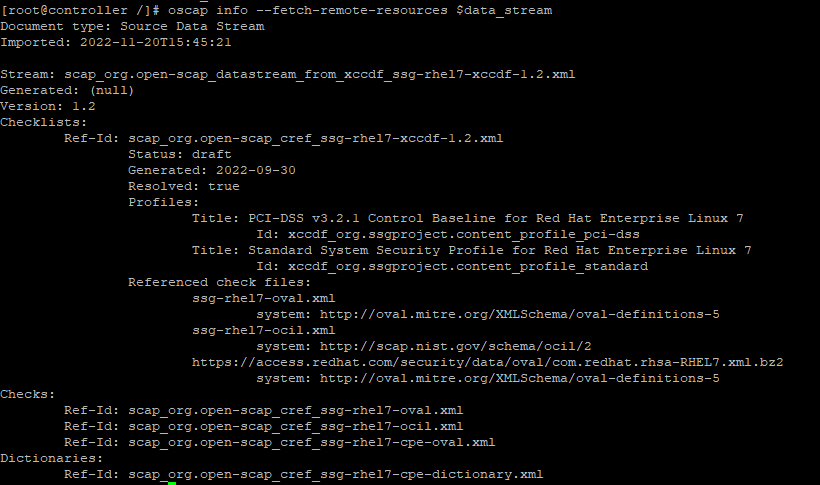 [root@controller /]# oscap info --fetch-remote-resources $data_stream
Document type: Source Data Stream
Imported: 2022-11-20T15:45:21
Stream: scap_org.open-scap_datastream_from_xccdf_ssg-rhel7-xccdf-1.2.xml
Generated: (null)
Version: 1.2
Checklists:
Ref-Id: scap_org.open-scap_cref_ssg-rhel7-xccdf-1.2.xml
Status: draft
Generated: 2022-09-30
Resolved: true
Profiles:
Title: PCI-DSS v3.2.1 Control Baseline for Red Hat Enterprise Linux 7
Id: xccdf_org.ssgproject.content_profile_pci-dss
Title: Standard System Security Profile for Red Hat Enterprise Linux 7
Id: xccdf_org.ssgproject.content_profile_standard
Referenced check files:
ssg-rhel7-oval.xml
system: http://oval.mitre.org/XMLSchema/oval-definitions-5
ssg-rhel7-ocil.xml
system: http://scap.nist.gov/schema/ocil/2
https://access.redhat.com/security/data/oval/com.redhat.rhsa-RHEL7.xml.bz2
system: http://oval.mitre.org/XMLSchema/oval-definitions-5
Checks:
Ref-Id: scap_org.open-scap_cref_ssg-rhel7-oval.xml
Ref-Id: scap_org.open-scap_cref_ssg-rhel7-ocil.xml
Ref-Id: scap_org.open-scap_cref_ssg-rhel7-cpe-oval.xml
Dictionaries:
Ref-Id: scap_org.open-scap_cref_ssg-rhel7-cpe-dictionary.xml